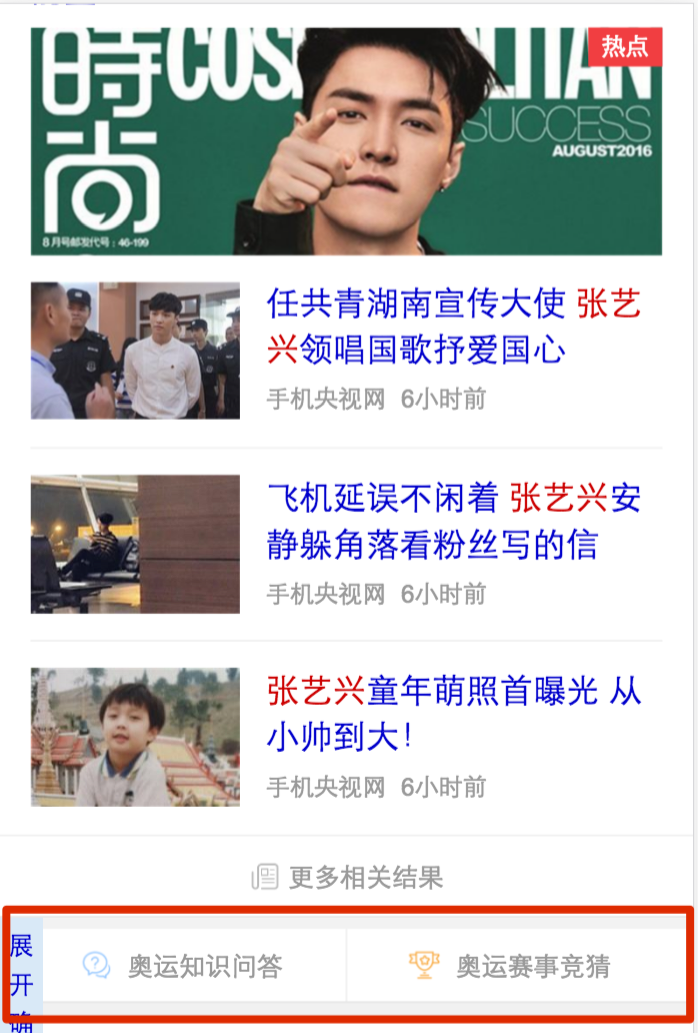 热点
時尚
COSMOPOLITAN
SUCCESS
AUGUST2016
8月号邮发代号：46-199
任共青湖南宣传大使 张艺
兴领唱国歌抒爱国心
手机央视网 6小时前
飞机延误不闲着 张艺兴安
静躲角落看粉丝写的信
手机央视网 6小时前
张艺兴童年萌照首曝光 从
小帅到大！
手机央视网 6小时前
更多相关结果
展
开
奥运知识问答
奥运赛事竞猜